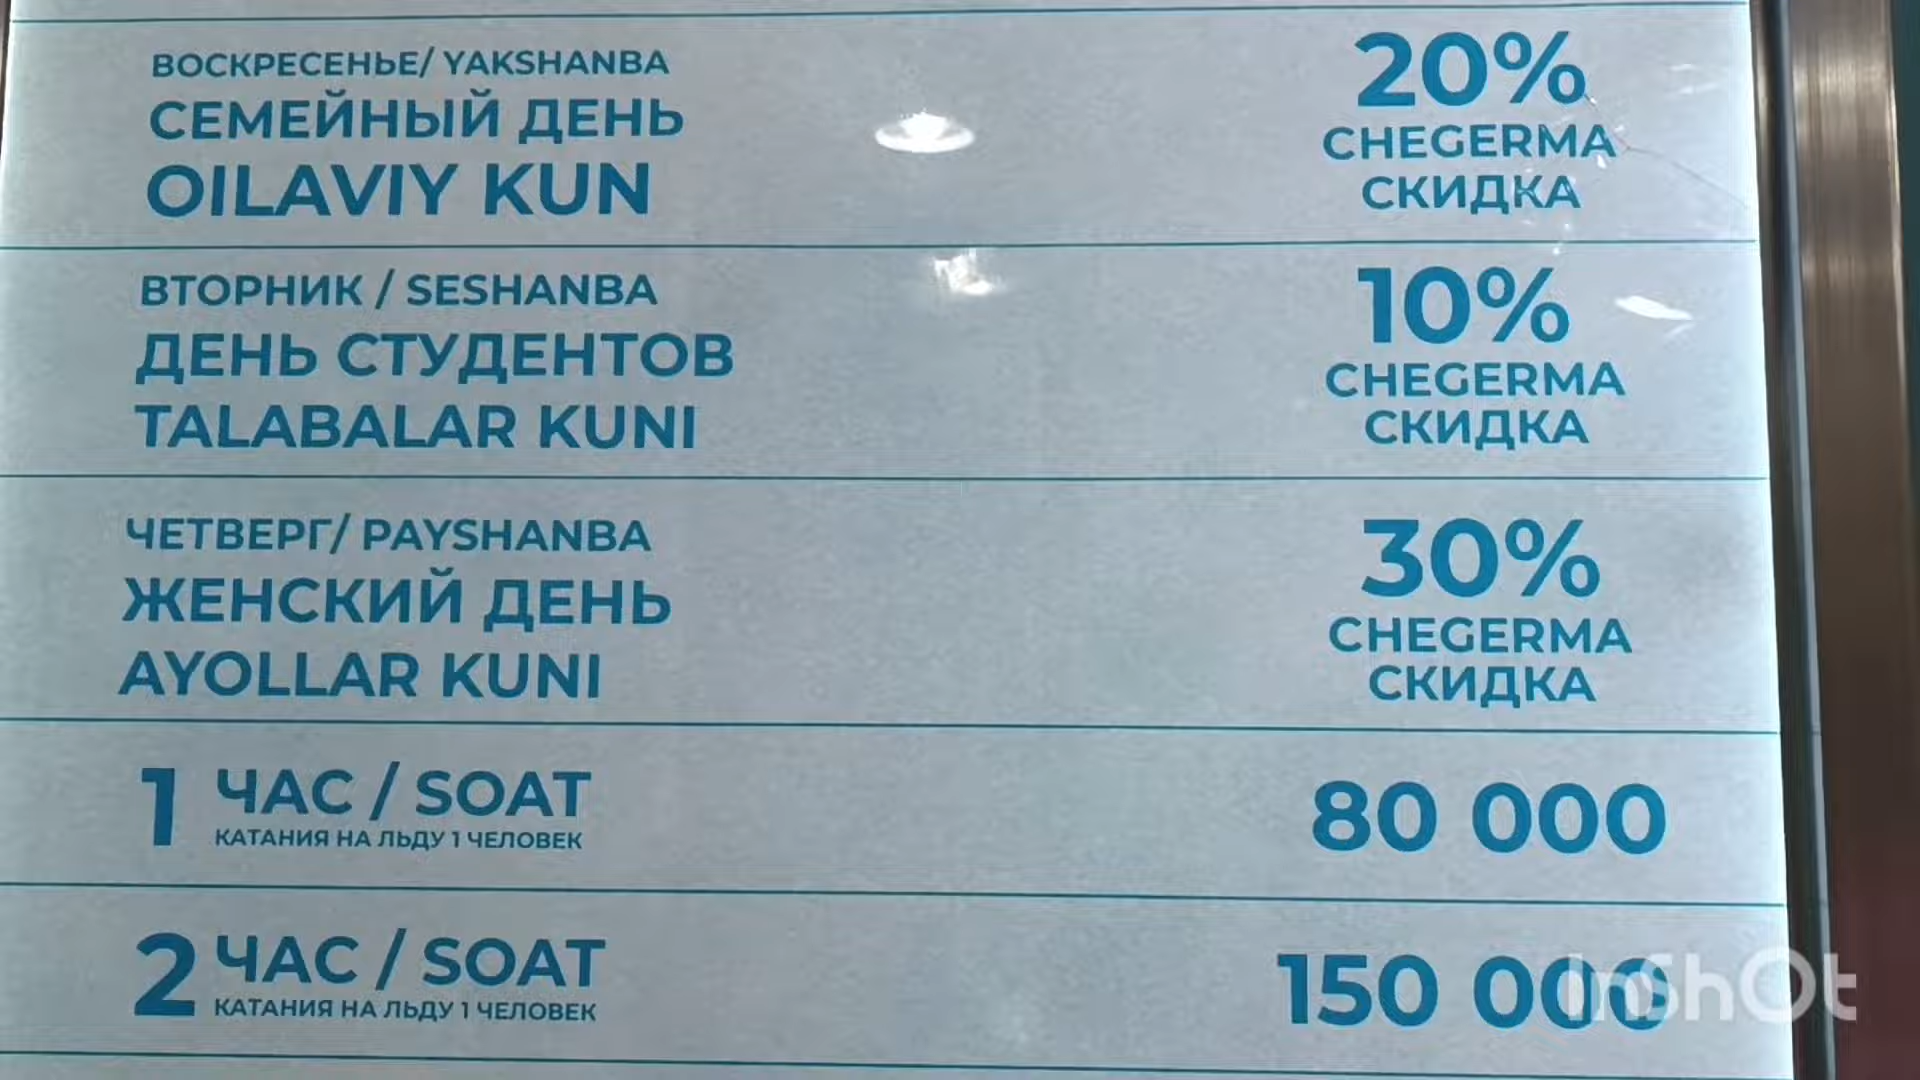 ВОСКРЕСЕНЬЕ/ YAKSHANBA
СЕМЕЙНЫЙ ДЕНЬ
OILAVIY KUN
20%
CHEGERMA
СКИДКА
ВТОРНИК / SESHANBA
ДЕНЬ СТУДЕНТОВ
TALABALAR KUNI
10%
CHEGERMA
СКИДКА
ЧЕТВЕРГ/ PAYSHANBA
ЖЕНСКИЙ ДЕНЬ
AYOLLAR KUNI
30%
CHEGERMA
СКИДКА
1 ЧАС / SOAT
КАТАНИЯ НА ЛЬДУ 1 ЧЕЛОВЕК
80 000
2 ЧАС / SOAT
КАТАНИЯ НА ЛЬДУ 1 ЧЕЛОВЕК
150 000
InShOt